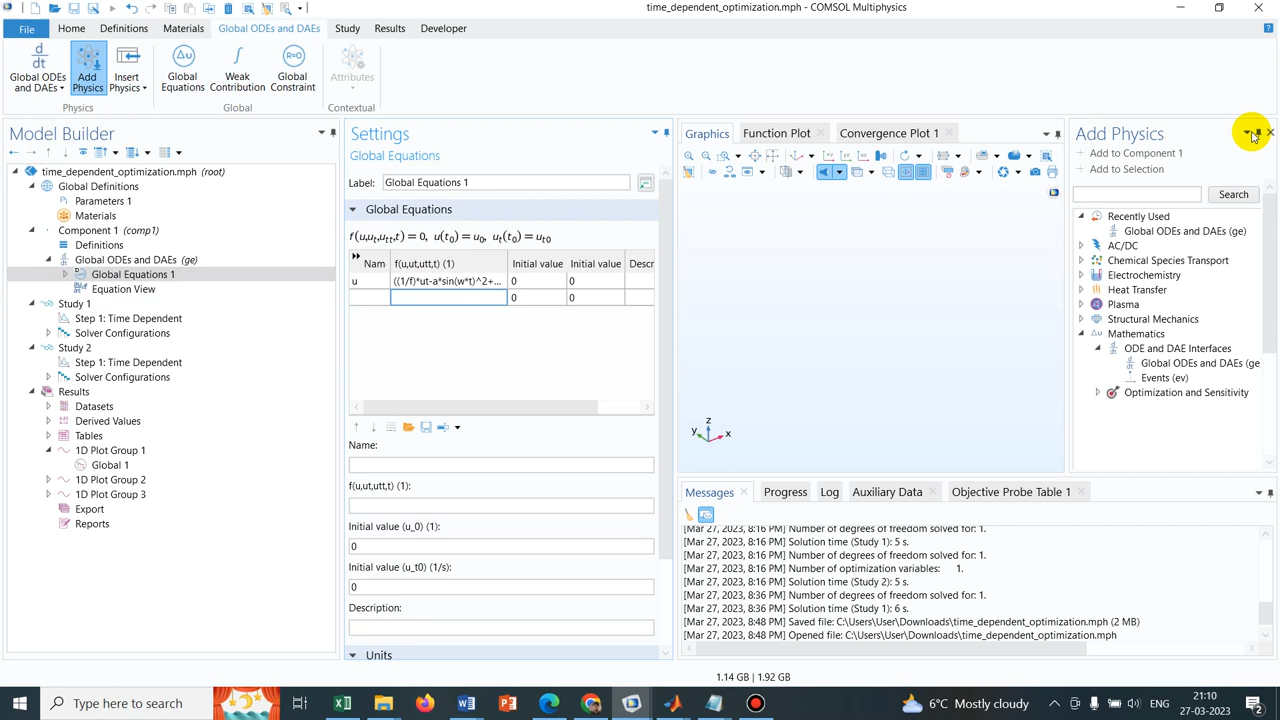 time_dependent_optimization.mph - COMSOL Multiphysics
File Home Definitions Materials Global ODEs and DAEs Study Results Developer
Global ODEs and DAEs
Add Physics
Insert Physics
Global Equations
Weak Contribution
Global Constraint
Attributes
Physics Global Contextual
Model Builder
time_dependent_optimization.mph (root)
Global Definitions
Parameters 1
Materials
Component 1 (comp1)
Definitions
Global ODEs and DAEs (ge)
Global Equations 1
Equation View
Study 1
Step 1: Time Dependent
Solver Configurations
Study 2
Step 1: Time Dependent
Solver Configurations
Results
Datasets
Derived Values
Tables
1D Plot Group 1
Global 1
1D Plot Group 2
1D Plot Group 3
Export
Reports
Settings
Global Equations
Label: Global Equations 1
Global Equations
f(u,uₜ,uₜₜ,t) = 0, u(t₀) = u₀, uₜ(t₀) = uₜ₀
Nam f(u,ut,utt,t) (1) Initial value Initial value Descr
u ((1/f)*ut-a*sin(w*t)^2+... 0 0
0 0
Name:
f(u,ut,utt,t) (1):
Initial value (u_0) (1):
0
Initial value (u_t0) (1/s):
0
Description:
Units
Graphics Function Plot Convergence Plot 1
z
y x
Messages Progress Log Auxiliary Data Objective Probe Table 1
[Mar 27, 2023, 8:16 PM] Number of degrees of freedom solved for: 1.
[Mar 27, 2023, 8:16 PM] Solution time (Study 1): 5 s.
[Mar 27, 2023, 8:16 PM] Number of degrees of freedom solved for: 1.
[Mar 27, 2023, 8:16 PM] Number of optimization variables: 1.
[Mar 27, 2023, 8:16 PM] Solution time (Study 2): 5 s.
[Mar 27, 2023, 8:36 PM] Number of degrees of freedom solved for: 1.
[Mar 27, 2023, 8:36 PM] Solution time (Study 1): 6 s.
[Mar 27, 2023, 8:48 PM] Saved file: C:\Users\User\Downloads\time_dependent_optimization.mph (2 MB)
[Mar 27, 2023, 8:48 PM] Opened file: C:\Users\User\Downloads\time_dependent_optimization.mph
Add Physics
+ Add to Component 1
+ Add to Selection
Search
Recently Used
Global ODEs and DAEs (ge)
AC/DC
Chemical Species Transport
Electrochemistry
Heat Transfer
Plasma
Structural Mechanics
Mathematics
ODE and DAE Interfaces
Global ODEs and DAEs (ge
Events (ev)
Optimization and Sensitivity
1.14 GB | 1.92 GB
Type here to search
6°C Mostly cloudy
ENG
21:10
27-03-2023
2